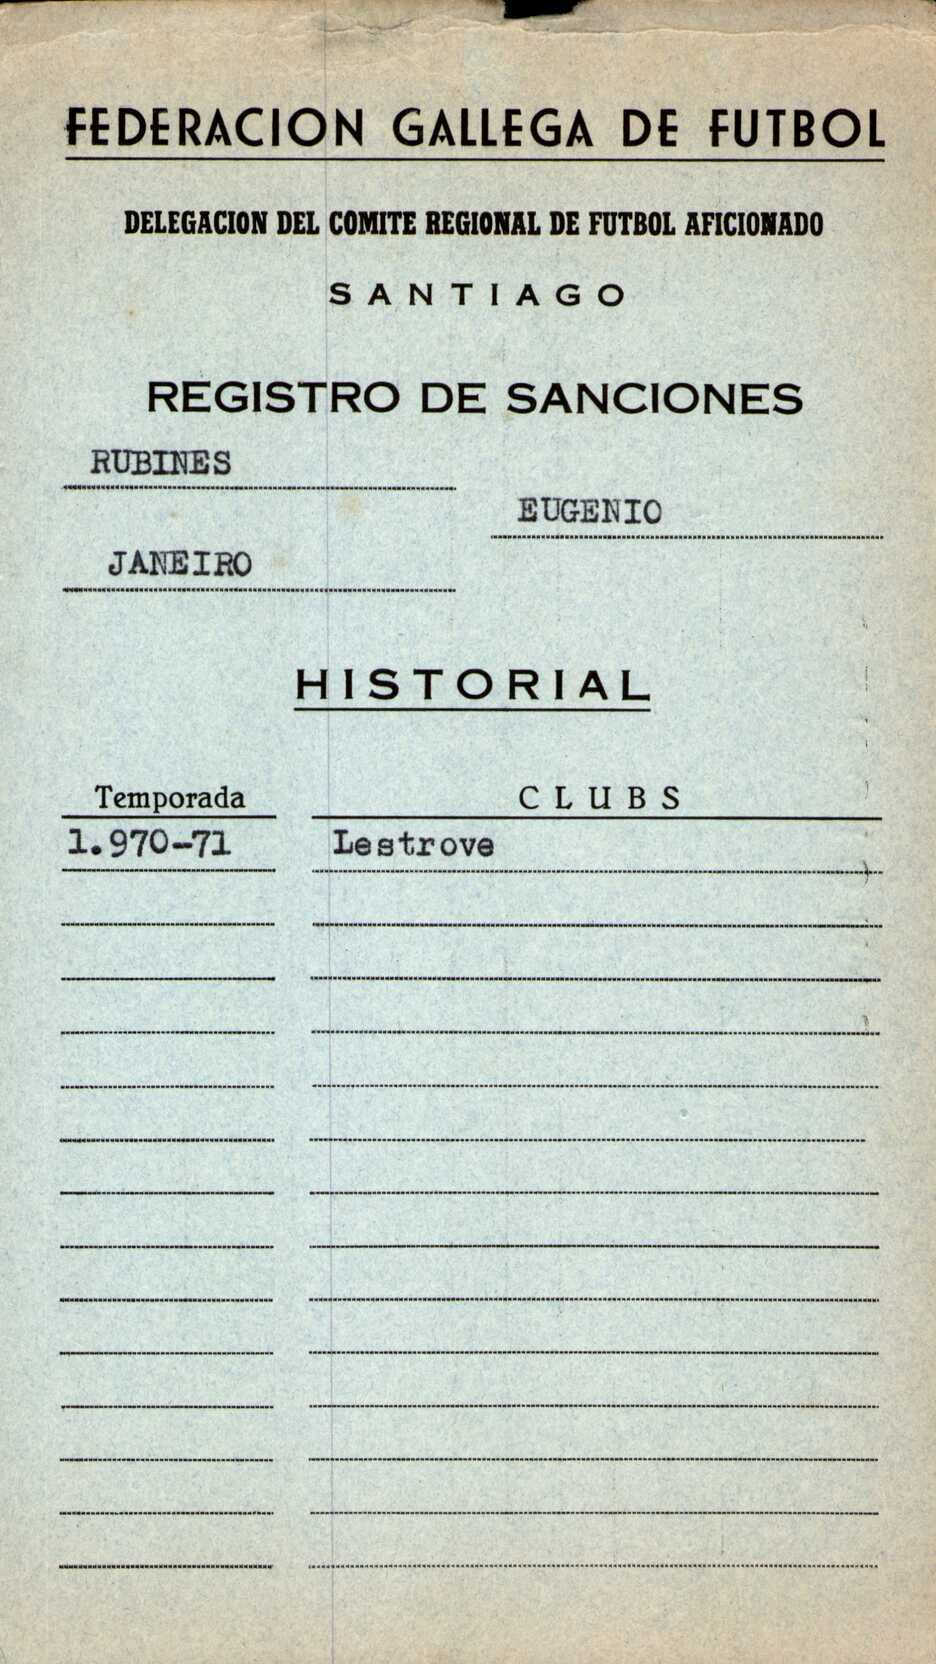 FEDERACION GALLEGA DE FUTBOL
DELEGACION DEL COMITE REGIONAL DE FUTBOL AFICIONADO
SANTIAGO
REGISTRO DE SANCIONES
RUBINES
EUGENIO
JANEIRO
HISTORIAL
Temporada CLUBS
1.970-71 Lestrove